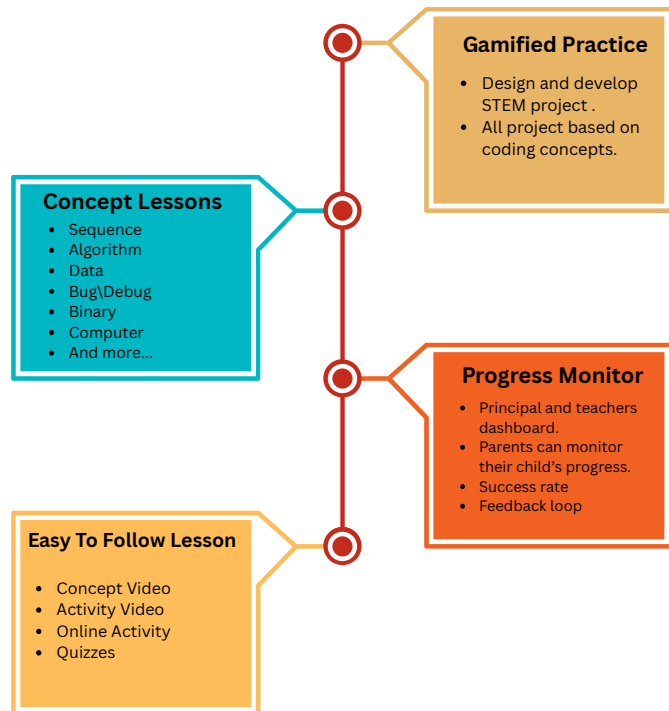 Gamified Practice
• Design and develop
STEM project .
• All project based on
coding concepts.
Concept Lessons
• Sequence
• Algorithm
• Data
• Bug\Debug
• Binary
• Computer
• And more...
Progress Monitor
• Principal and teachers
dashboard.
• Parents can monitor
their child’s progress.
• Success rate
• Feedback loop
Easy To Follow Lesson
• Concept Video
• Activity Video
• Online Activity
• Quizzes